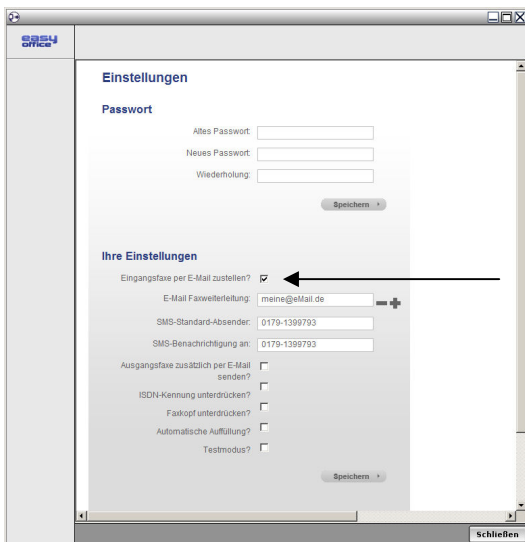 easy
office
Einstellungen
Passwort
Altes Passwort:
Neues Passwort:
Wiederholung:
Speichern
Ihre Einstellungen
Eingangsfaxe per E-Mail zustellen?
E-Mail Faxweiterleitung: meine@eMail.de
SMS-Standard-Absender: 0179-1399793
SMS-Benachrichtigung an: 0179-1399793
Ausgangsfaxe zusätzlich per E-Mail
senden?
ISDN-Kennung unterdrücken?
Faxkopf unterdrücken?
Automatische Auffüllung?
Testmodus?
Speichern
Schließen